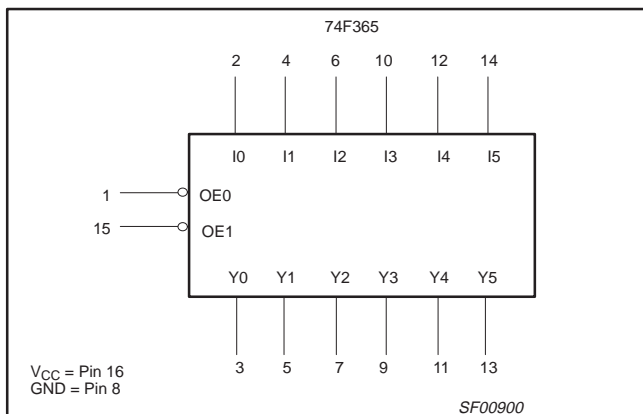 74F365
2 4 6 10 12 14
I0 I1 I2 I3 I4 I5
1 OE0
15 OE1
Y0 Y1 Y2 Y3 Y4 Y5
VCC = Pin 16
GND = Pin 8
3 5 7 9 11 13
SF00900